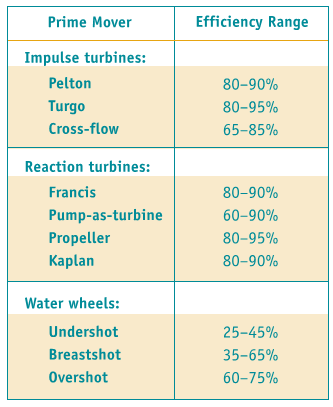 Prime Mover Efficiency Range
Impulse turbines:
Pelton 80–90%
Turgo 80–95%
Cross-flow 65–85%
Reaction turbines:
Francis 80–90%
Pump-as-turbine 60–90%
Propeller 80–95%
Kaplan 80–90%
Water wheels:
Undershot 25–45%
Breastshot 35–65%
Overshot 60–75%